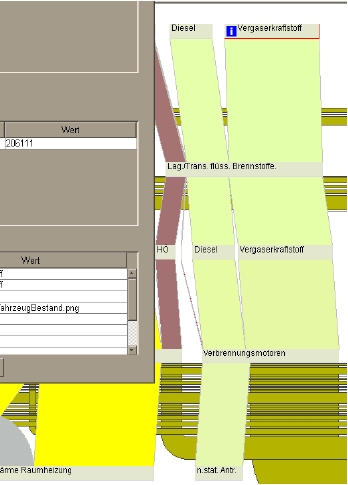 Diesel
Vergaserkraftstoff
Wert
206111
Lag./Trans. flüss. Brennstoffe.
HO
Diesel
Vergaserkraftstoff
Wert
ff
ff
ahrzeugBestand.png
Verbrennungsmotoren
ärme Raumheizung
n.stat. Antr.